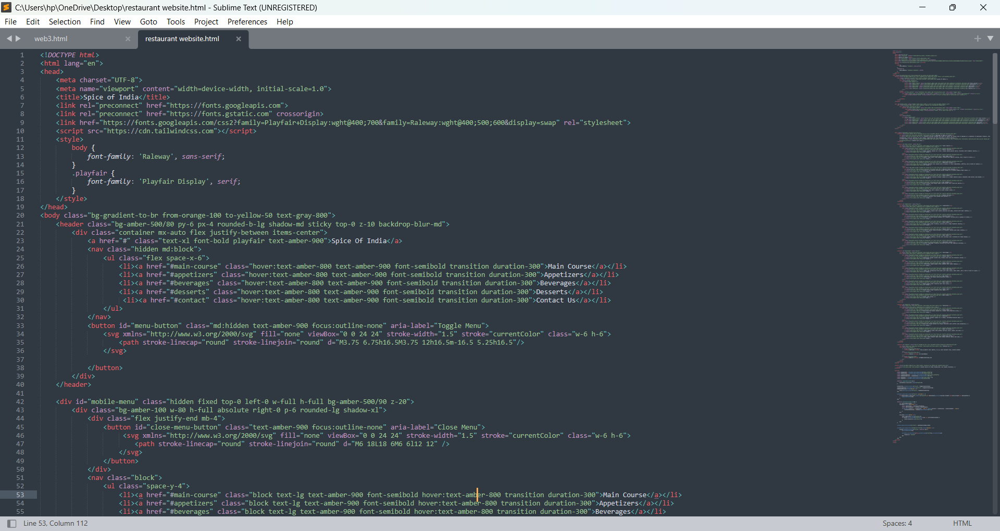 C:\Users\hp\OneDrive\Desktop\restaurant website.html - Sublime Text (UNREGISTERED)
File Edit Selection Find View Goto Tools Project Preferences Help
web3.html restaurant website.html
1 <!DOCTYPE html>
2 <html lang="en">
3 <head>
4 <meta charset="UTF-8">
5 <meta name="viewport" content="width=device-width, initial-scale=1.0">
6 <title>Spice of India</title>
7 <link rel="preconnect" href="https://fonts.googleapis.com">
8 <link rel="preconnect" href="https://fonts.gstatic.com" crossorigin>
9 <link href="https://fonts.googleapis.com/css2?family=Playfair+Display:wght@400;700&family=Raleway:wght@400;500;600&display=swap" rel="stylesheet">
10 <script src="https://cdn.tailwindcss.com"></script>
11 <style>
12 body {
13 font-family: 'Raleway', sans-serif;
14 }
15 .playfair {
16 font-family: 'Playfair Display', serif;
17 }
18 </style>
19 </head>
20 <body class="bg-gradient-to-br from-orange-100 to-yellow-50 text-gray-800">
21 <header class="bg-amber-500/80 py-6 px-4 rounded-b-lg shadow-md sticky top-0 z-10 backdrop-blur-md">
22 <div class="container mx-auto flex justify-between items-center">
23 <a href="#" class="text-xl font-bold playfair text-amber-900">Spice Of India</a>
24 <nav class="hidden md:block">
25 <ul class="flex space-x-6">
26 <li><a href="#main-course" class="hover:text-amber-800 text-amber-900 font-semibold transition duration-300">Main Course</a></li>
27 <li><a href="#appetizers" class="hover:text-amber-800 text-amber-900 font-semibold transition duration-300">Appetizers</a></li>
28 <li><a href="#beverages" class="hover:text-amber-800 text-amber-900 font-semibold transition duration-300">Beverages</a></li>
29 <li><a href="#desserts" class="hover:text-amber-800 text-amber-900 font-semibold transition duration-300">Desserts</a></li>
30 <li><a href="#contact" class="hover:text-amber-800 text-amber-900 font-semibold transition duration-300">Contact Us</a></li>
31 </ul>
32 </nav>
33 <button id="menu-button" class="md:hidden text-amber-900 focus:outline-none" aria-label="Toggle Menu">
34 <svg xmlns="http://www.w3.org/2000/svg" fill="none" viewBox="0 0 24 24" stroke-width="1.5" stroke="currentColor" class="w-6 h-6">
35 <path stroke-linecap="round" stroke-linejoin="round" d="M3.75 6.75h16.5M3.75 12h16.5m-16.5 5.25h16.5"/>
36 </svg>
37
38 </button>
39 </div>
40 </header>
41
42 <div id="mobile-menu" class="hidden fixed top-0 left-0 w-full h-full bg-amber-500/90 z-20">
43 <div class="bg-amber-100 w-80 h-full absolute right-0 p-6 rounded-lg shadow-xl">
44 <div class="flex justify-end mb-4">
45 <button id="close-menu-button" class="text-amber-900 focus:outline-none" aria-label="Close Menu">
46 <svg xmlns="http://www.w3.org/2000/svg" fill="none" viewBox="0 0 24 24" stroke-width="1.5" stroke="currentColor" class="w-6 h-6">
47 <path stroke-linecap="round" stroke-linejoin="round" d="M6 18L18 6M6 6l12 12" />
48 </svg>
49 </button>
50 </div>
51 <nav class="block">
52 <ul class="space-y-4">
53 <li><a href="#main-course" class="block text-lg text-amber-900 font-semibold hover:text-amber-800 transition duration-300">Main Course</a></li>
54 <li><a href="#appetizers" class="block text-lg text-amber-900 font-semibold hover:text-amber-800 transition duration-300">Appetizers</a></li>
55 <li><a href="#beverages" class="block text-lg text-amber-900 font-semibold hover:text-amber-800 transition duration-300">Beverages</a></li>
Line 53, Column 112 Spaces: 4 HTML